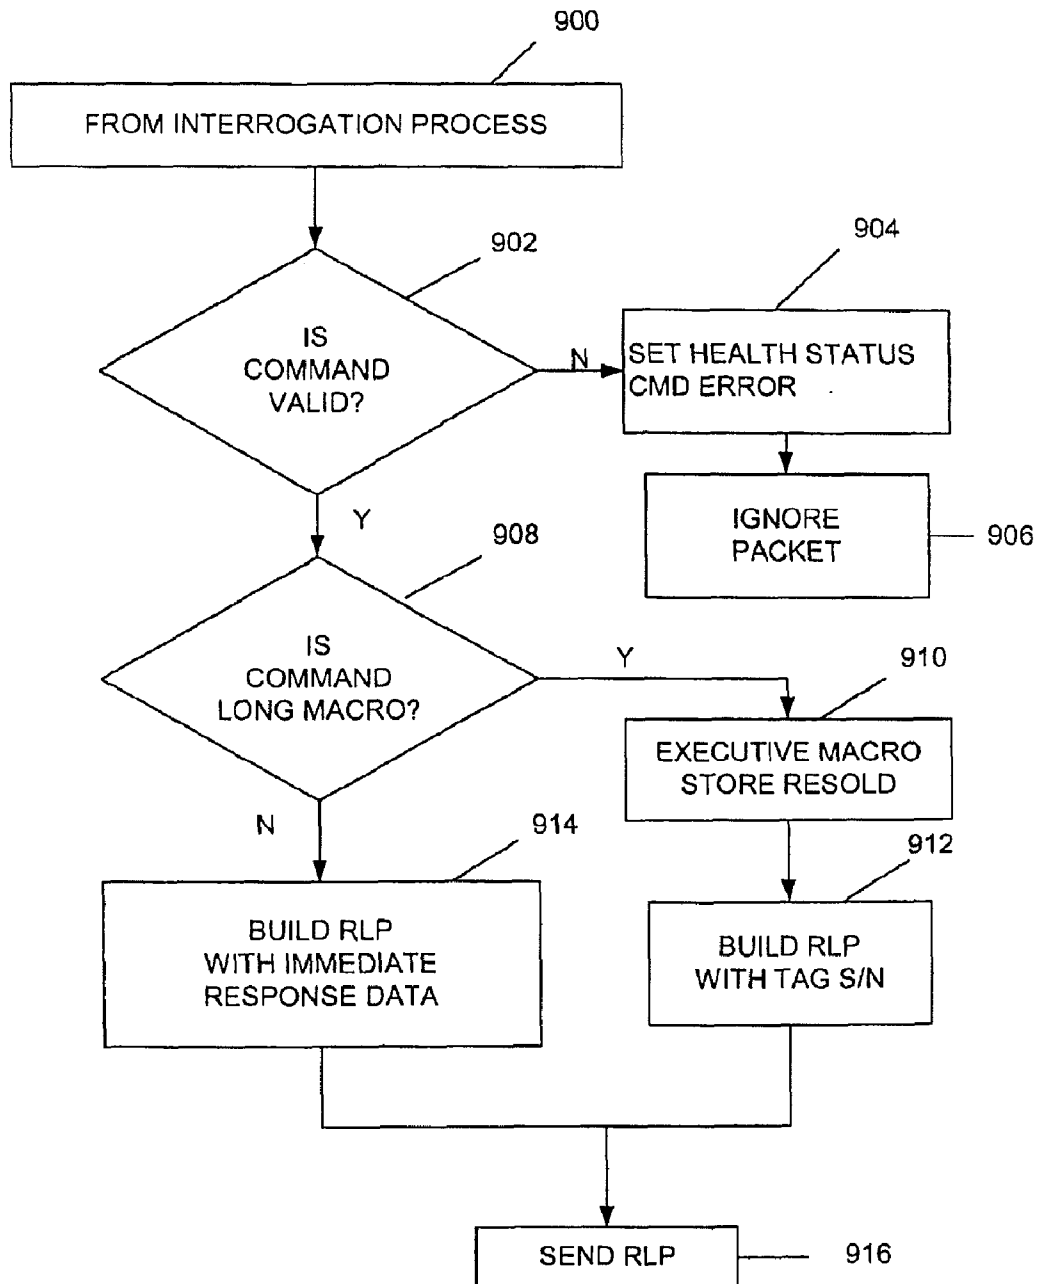 900
FROM INTERROGATION PROCESS
902
IS
COMMAND
VALID?
N
904
SET HEALTH STATUS
CMD ERROR
IGNORE
PACKET
906
Y
908
IS
COMMAND
LONG MACRO?
Y
910
EXECUTIVE MACRO
STORE RESOLD
N
914
BUILD RLP
WITH IMMEDIATE
RESPONSE DATA
912
BUILD RLP
WITH TAG S/N
SEND RLP
916